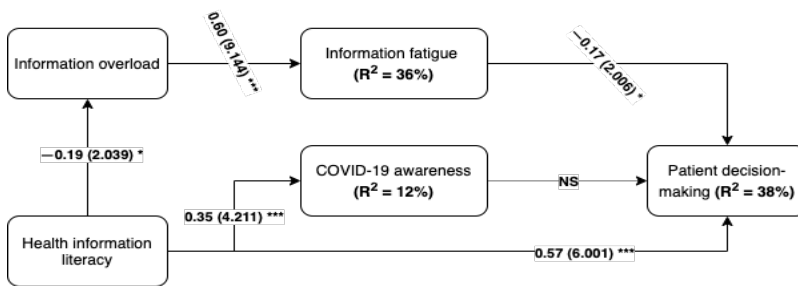 0.60 (9.144) ***
Information overload
Information fatigue
(R² = 36%)
—0.17 (2.006) *
—0.19 (2.039) *
COVID-19 awareness
(R² = 12%)
NS
Patient decision-
making (R² = 38%)
0.35 (4.211) ***
Health information
literacy
0.57 (6.001) ***